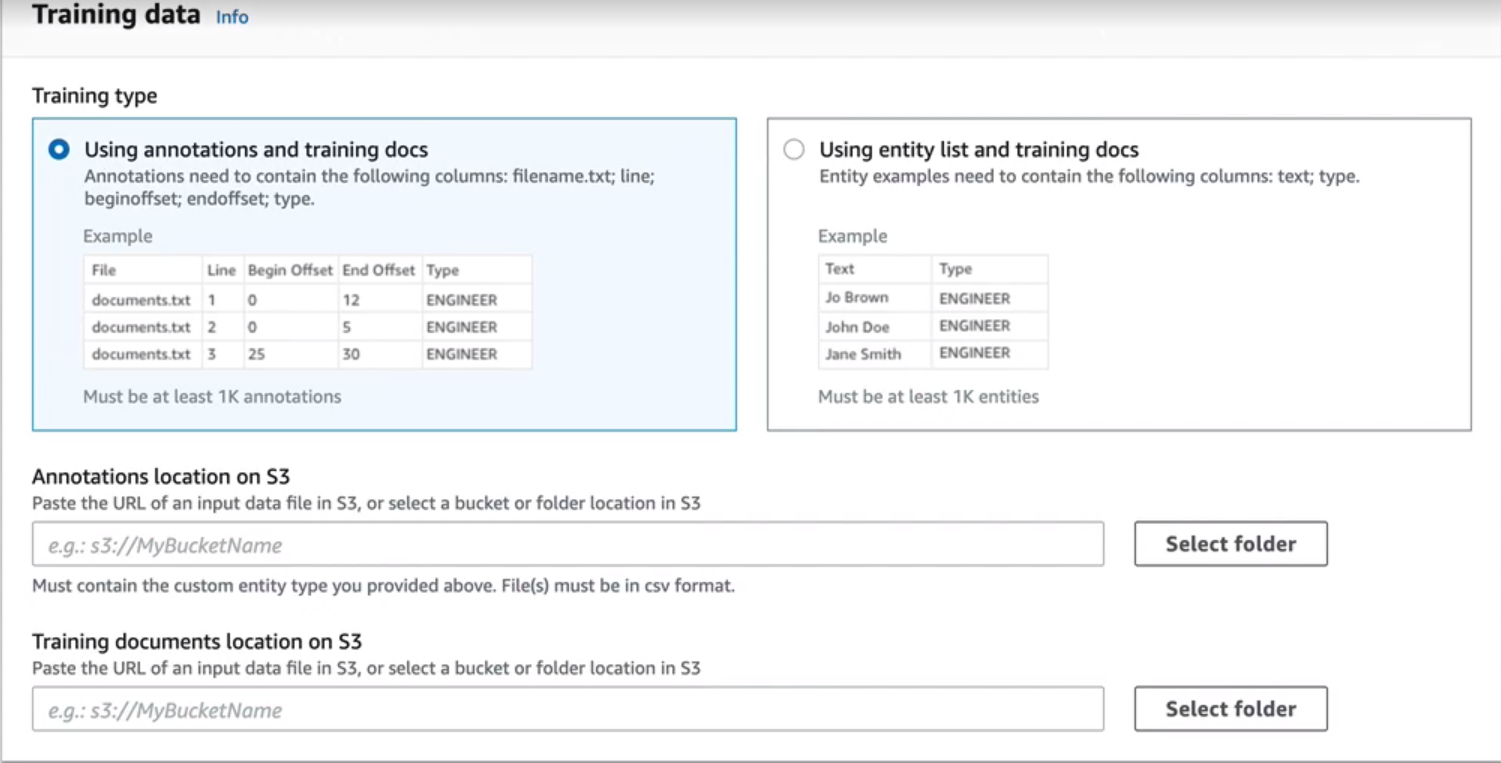 Training data Info
Training type
Using annotations and training docs
Annotations need to contain the following columns: filename.txt; line;
beginoffset; endoffset; type.
Example
File Line Begin Offset End Offset Type
documents.txt 1 0 12 ENGINEER
documents.txt 2 0 5 ENGINEER
documents.txt 3 25 30 ENGINEER
Must be at least 1K annotations
Using entity list and training docs
Entity examples need to contain the following columns: text; type.
Example
Text Type
Jo Brown ENGINEER
John Doe ENGINEER
Jane Smith ENGINEER
Must be at least 1K entities
Annotations location on S3
Paste the URL of an input data file in S3, or select a bucket or folder location in S3
e.g.: s3://MyBucketName
Select folder
Must contain the custom entity type you provided above. File(s) must be in csv format.
Training documents location on S3
Paste the URL of an input data file in S3, or select a bucket or folder location in S3
e.g.: s3://MyBucketName
Select folder